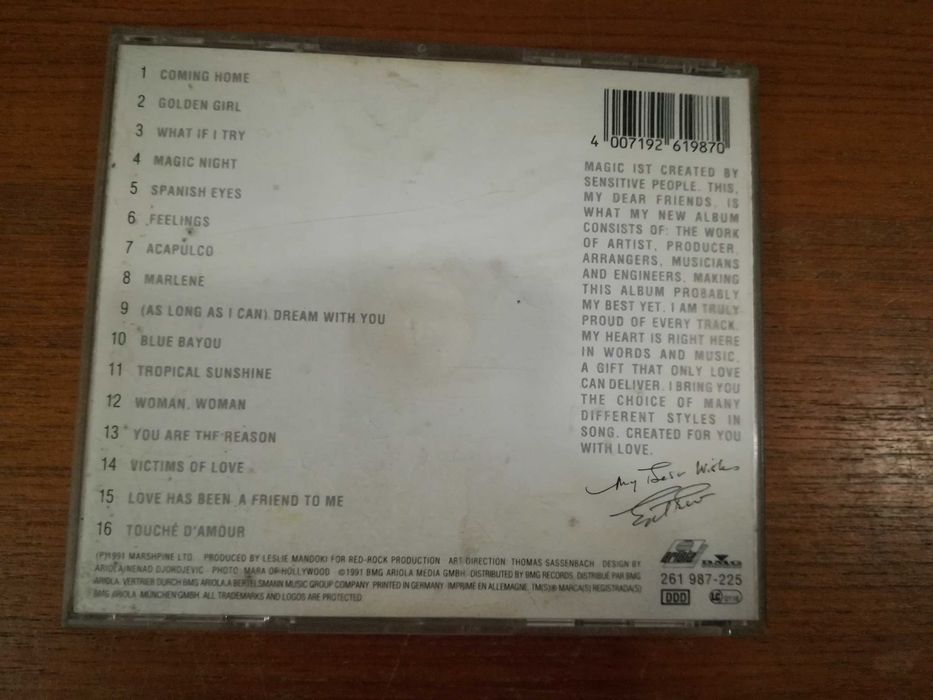 1 COMING HOME
2 GOLDEN GIRL
3 WHAT IF I TRY
4 MAGIC NIGHT
5 SPANISH EYES
6 FEELINGS
7 ACAPULCO
8 MARLENE
9 (AS LONG AS I CAN) DREAM WITH YOU
10 BLUE BAYOU
11 TROPICAL SUNSHINE
12 WOMAN, WOMAN
13 YOU ARE THE REASON
14 VICTIMS OF LOVE
15 LOVE HAS BEEN A FRIEND TO ME
16 TOUCHÉ D'AMOUR
4 007192 619870
MAGIC IST CREATED BY
SENSITIVE PEOPLE. THIS,
MY DEAR FRIENDS, IS
WHAT MY NEW ALBUM
CONSISTS OF: THE WORK
OF ARTIST, PRODUCER,
ARRANGERS, MUSICIANS
AND ENGINEERS, MAKING
THIS ALBUM PROBABLY
MY BEST YET. I AM TRULY
PROUD OF EVERY TRACK.
MY HEART IS RIGHT HERE
IN WORDS AND MUSIC,
A GIFT THAT ONLY LOVE
CAN DELIVER. I BRING YOU
THE CHOICE OF MANY
DIFFERENT STYLES IN
SONG. CREATED FOR YOU
WITH LOVE.
My Best Wishes
(P)1991 MARSHPINE LTD. PRODUCED BY LESLIE MANDOKI FOR RED-ROCK PRODUCTION ART DIRECTION: THOMAS SASSENBACH DESIGN BY
ARIOLA/NENAD DJORDJEVIC PHOTO: MARA OF HOLLYWOOD ©1991 BMG ARIOLA MEDIA GMBH. DISTRIBUTED BY BMG RECORDS. DISTRIBUÉ PAR BMG
ARIOLA. VERTRIEB DURCH BMG ARIOLA A BERTELSMANN MUSIC GROUP COMPANY. PRINTED IN GERMANY. IMPRIMÉ EN ALLEMAGNE. TM(S)® MARCA(S) REGISTRADA(S)
BMG ARIOLA. MÜNCHEN GMBH. ALL TRADEMARKS AND LOGOS ARE PROTECTED
ariola BMG
261 987-225
DDD LC